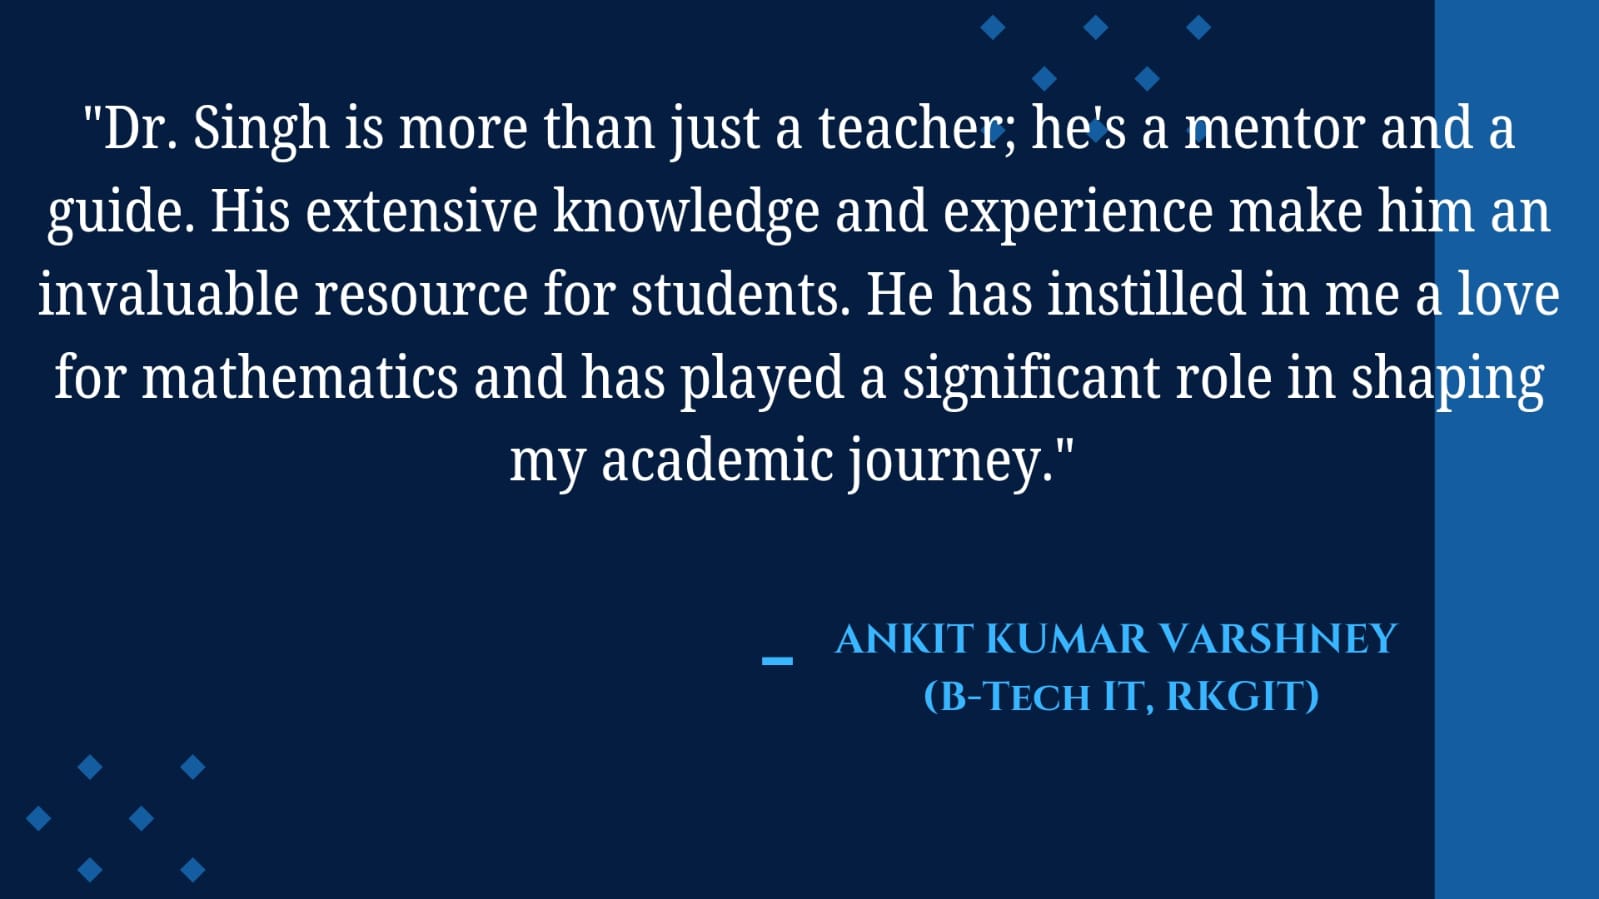 "Dr. Singh is more than just a teacher; he's a mentor and a
guide. His extensive knowledge and experience make him an
invaluable resource for students. He has instilled in me a love
for mathematics and has played a significant role in shaping
my academic journey."
– ANKIT KUMAR VARSHNEY
(B-Tech IT, RKGIT)